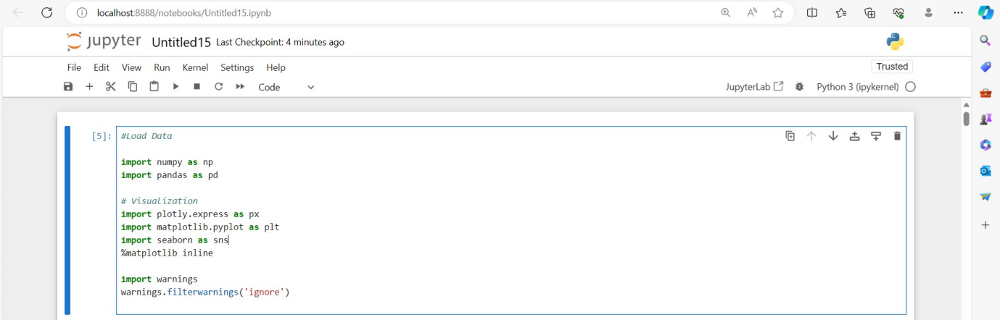 localhost:8888/notebooks/Untitled15.ipynb
jupyter Untitled15 Last Checkpoint: 4 minutes ago
File Edit View Run Kernel Settings Help
Trusted
Code
JupyterLab
Python 3 (ipykernel)
[5]:
#Load Data
import numpy as np
import pandas as pd
# Visualization
import plotly.express as px
import matplotlib.pyplot as plt
import seaborn as sns
%matplotlib inline
import warnings
warnings.filterwarnings('ignore')